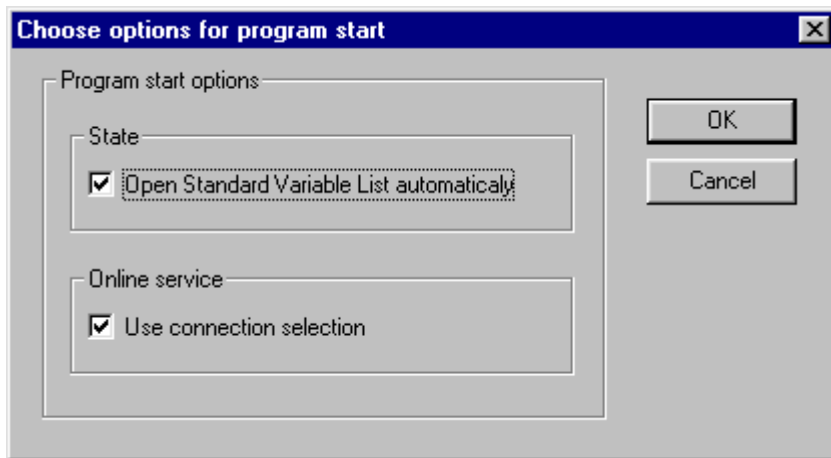 Choose options for program start
Program start options
State
Open Standard Variable List automaticaly
Online service
Use connection selection
OK
Cancel